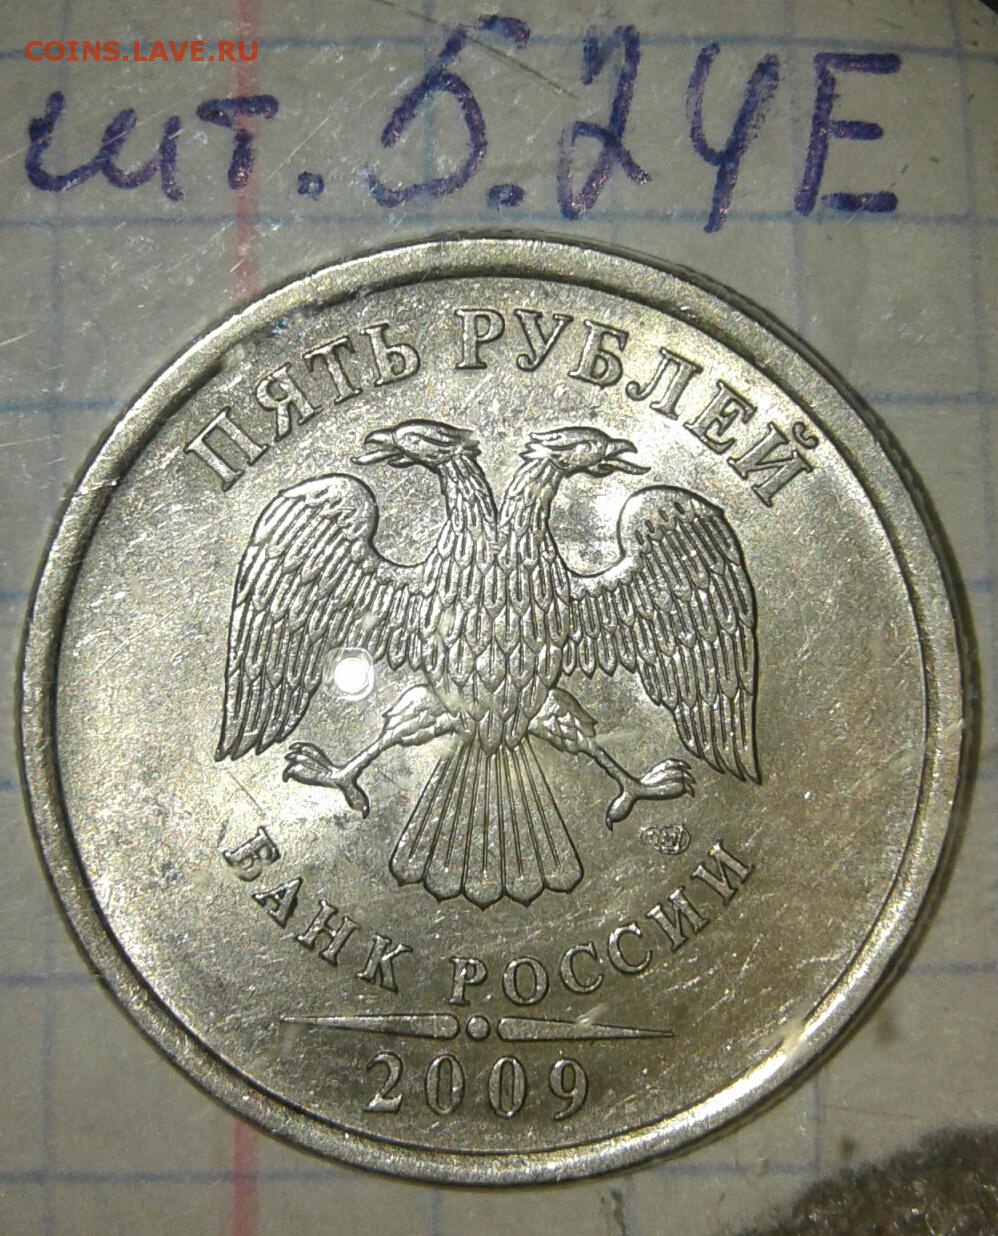 COINS.LAVE.RU
шт. 5.24Е
ПЯТЬ РУБЛЕЙ
БАНК РОССИИ
2009